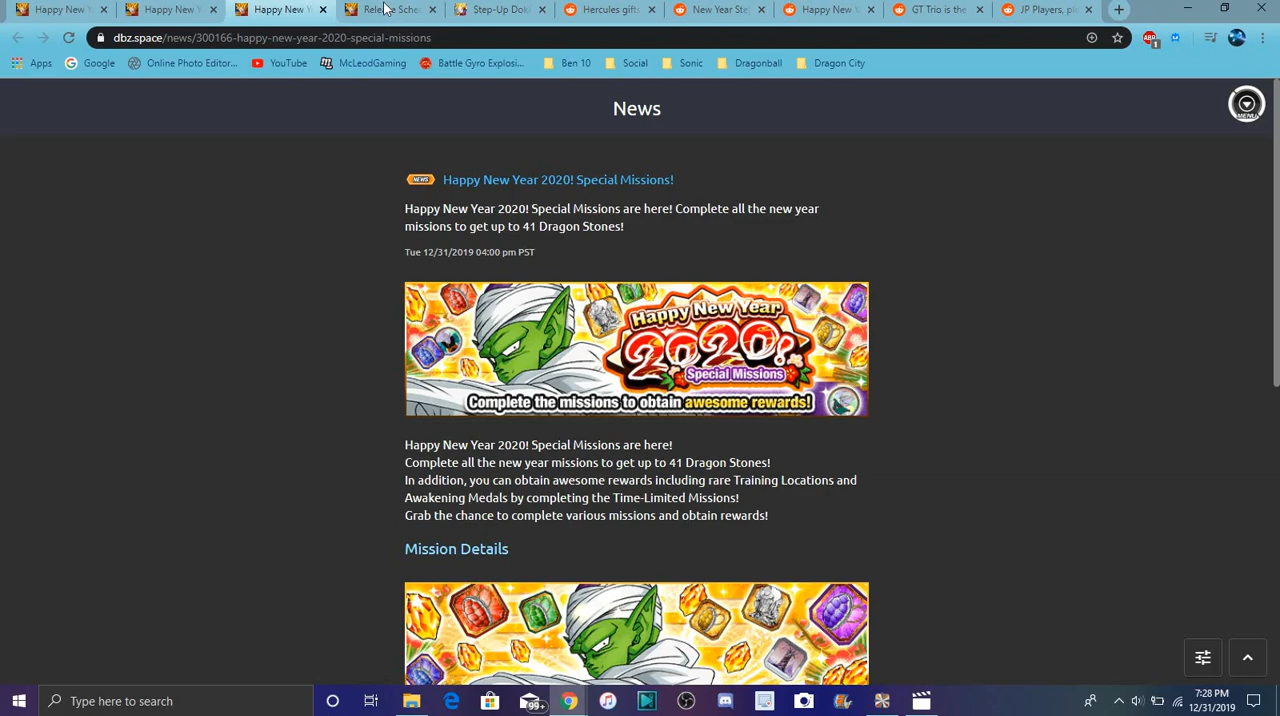 Happy New Y
Happy New Y
Happy New Y
Release Sche
Step-Up Dok
Hercules gift
New Year Ste
Happy New Y
GT Trio is the
JP Players, pl
dbz.space/news/300166-happy-new-year-2020-special-missions
ABP
1
Apps
Google
Online Photo Editor...
YouTube
McLeodGaming
Battle Gyro Explosi...
Ben 10
Social
Sonic
Dragonball
Dragon City
News
MENU
NEWS
Happy New Year 2020! Special Missions!
Happy New Year 2020! Special Missions are here! Complete all the new year
missions to get up to 41 Dragon Stones!
Tue 12/31/2019 04:00 pm PST
Happy New Year
2020!
Special Missions
Complete the missions to obtain awesome rewards!
Happy New Year 2020! Special Missions are here!
Complete all the new year missions to get up to 41 Dragon Stones!
In addition, you can obtain awesome rewards including rare Training Locations and
Awakening Medals by completing the Time-Limited Missions!
Grab the chance to complete various missions and obtain rewards!
Mission Details
Type here to search
99+
7:28 PM
12/31/2019